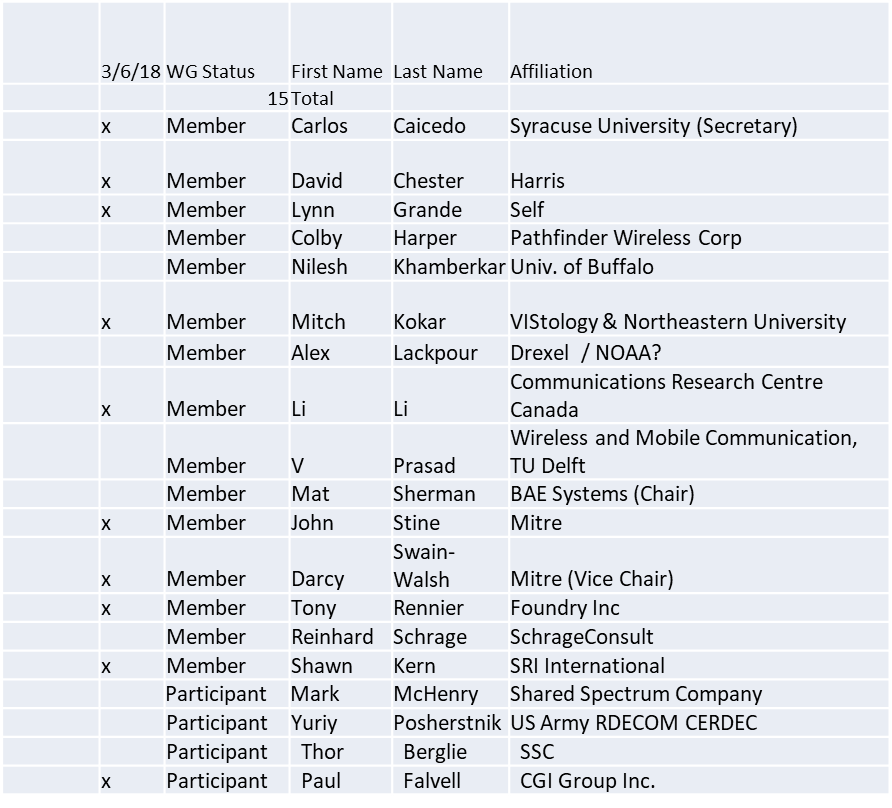 3/6/18 WG Status First Name Last Name Affiliation
15 Total
x Member Carlos Caicedo Syracuse University (Secretary)
x Member David Chester Harris
x Member Lynn Grande Self
Member Colby Harper Pathfinder Wireless Corp
Member Nilesh Khamberkar Univ. of Buffalo
x Member Mitch Kokar VIStology & Northeastern University
Member Alex Lackpour Drexel / NOAA?
Communications Research Centre
x Member Li Li Canada
Wireless and Mobile Communication,
Member V Prasad TU Delft
Member Mat Sherman BAE Systems (Chair)
x Member John Stine Mitre
Swain-
x Member Darcy Walsh Mitre (Vice Chair)
x Member Tony Rennier Foundry Inc
Member Reinhard Schrage SchrageConsult
x Member Shawn Kern SRI International
Participant Mark McHenry Shared Spectrum Company
Participant Yuriy Posherstnik US Army RDECOM CERDEC
Participant Thor Berglie SSC
x Participant Paul Falvell CGI Group Inc.